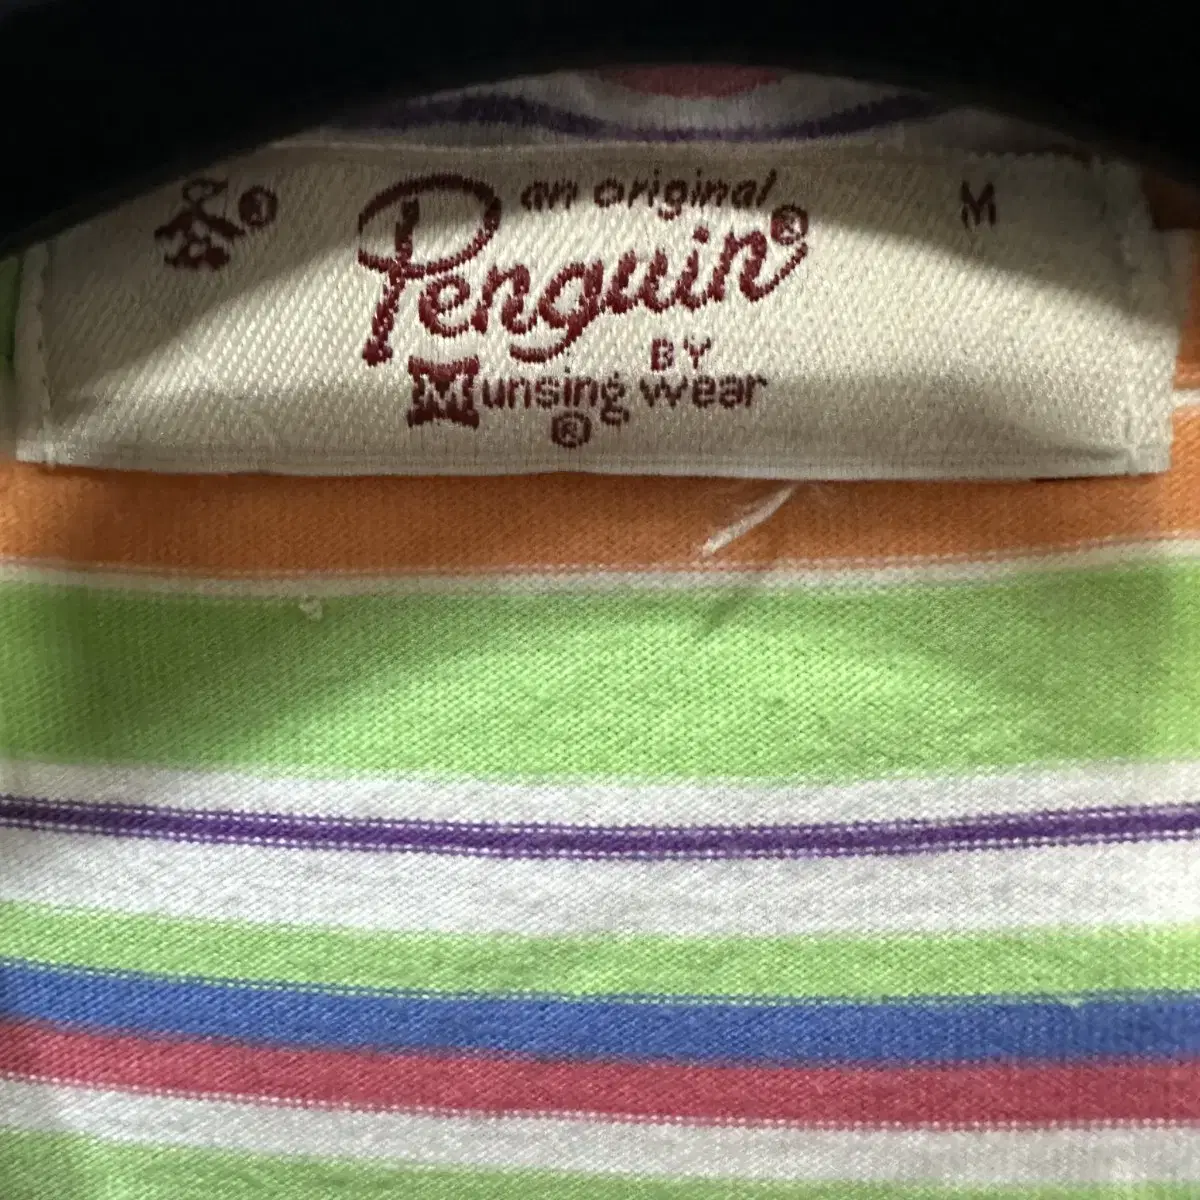 an original M
Penguin®
BY
Munsingwear
®
®